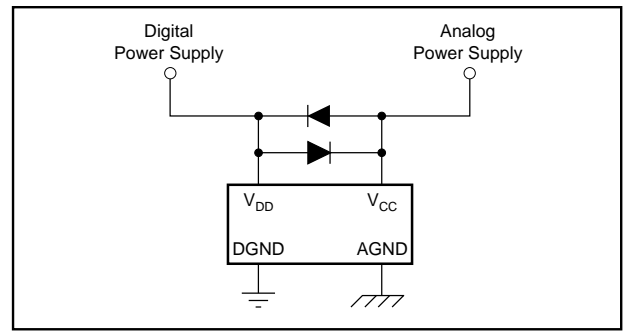 Digital
Power Supply
Analog
Power Supply
VDD
VCC
DGND
AGND